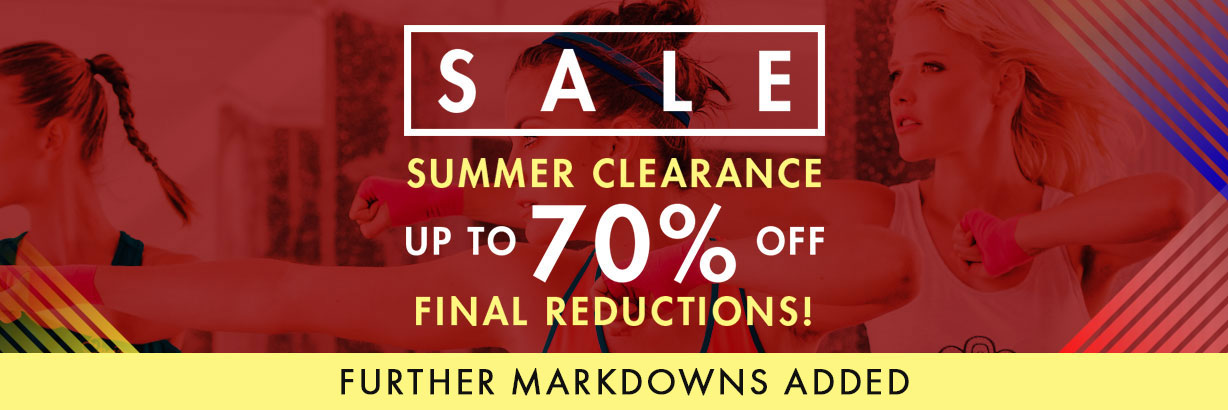 SALE
SUMMER CLEARANCE
UP TO 70% OFF
FINAL REDUCTIONS!
FURTHER MARKDOWNS ADDED